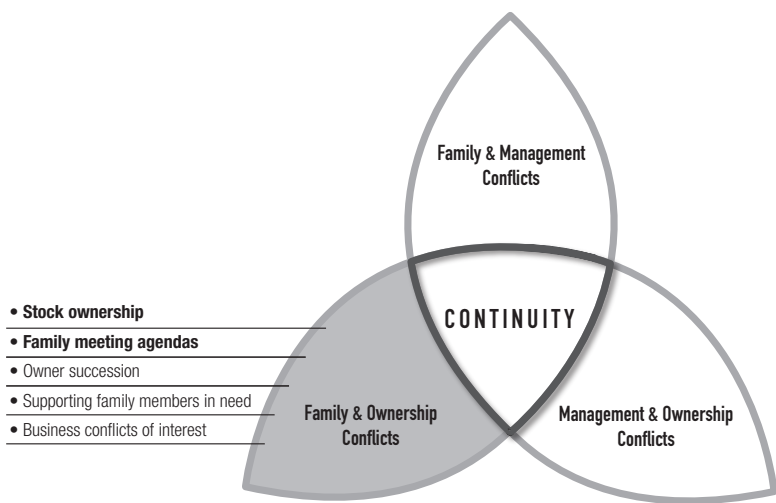 Family & Management
Conflicts
CONTINUITY
• Stock ownership
• Family meeting agendas
• Owner succession
• Supporting family members in need
• Business conflicts of interest
Family & Ownership
Conflicts
Management & Ownership
Conflicts